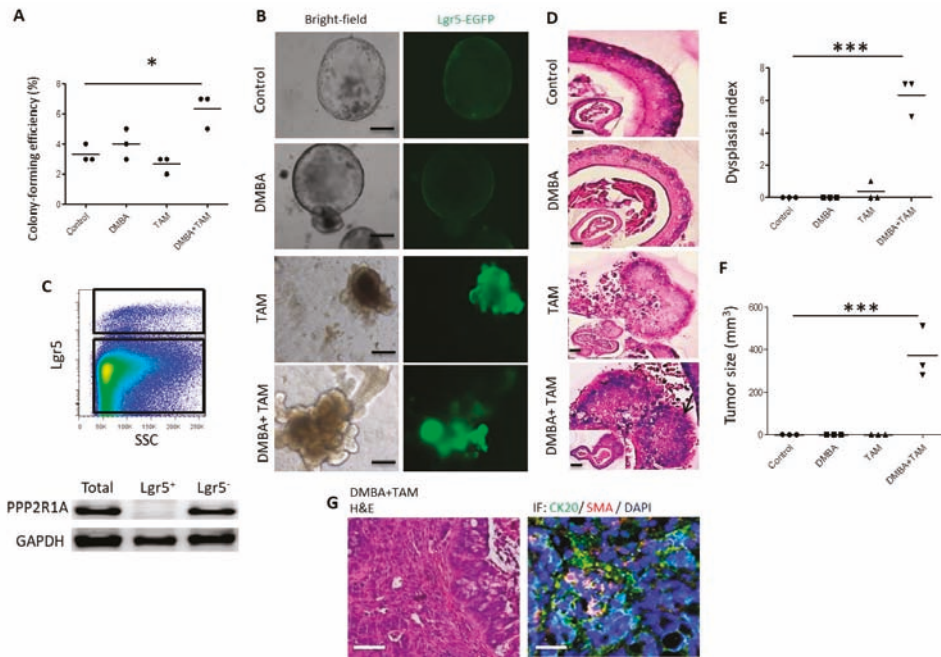 A
Colony-forming efficiency (%)
8
6
4
2
0
*
Control
DMBA
TAM
DMBA+TAM
B
Bright-field
Lgr5-EGFP
Control
DMBA
TAM
DMBA+ TAM
C
Lgr5
50K
100K
150K
200K
250K
SSC
Total
Lgr5⁺
Lgr5⁻
PPP2R1A
GAPDH
D
Control
DMBA
TAM
DMBA+ TAM
E
Dysplasia index
8
6
4
2
0
***
Control
DMBA
TAM
DMBA+TAM
F
Tumor size (mm³)
600
400
200
0
***
Control
DMBA
TAM
DMBA+TAM
G
DMBA+TAM
H&E
IF: CK20/ SMA / DAPI